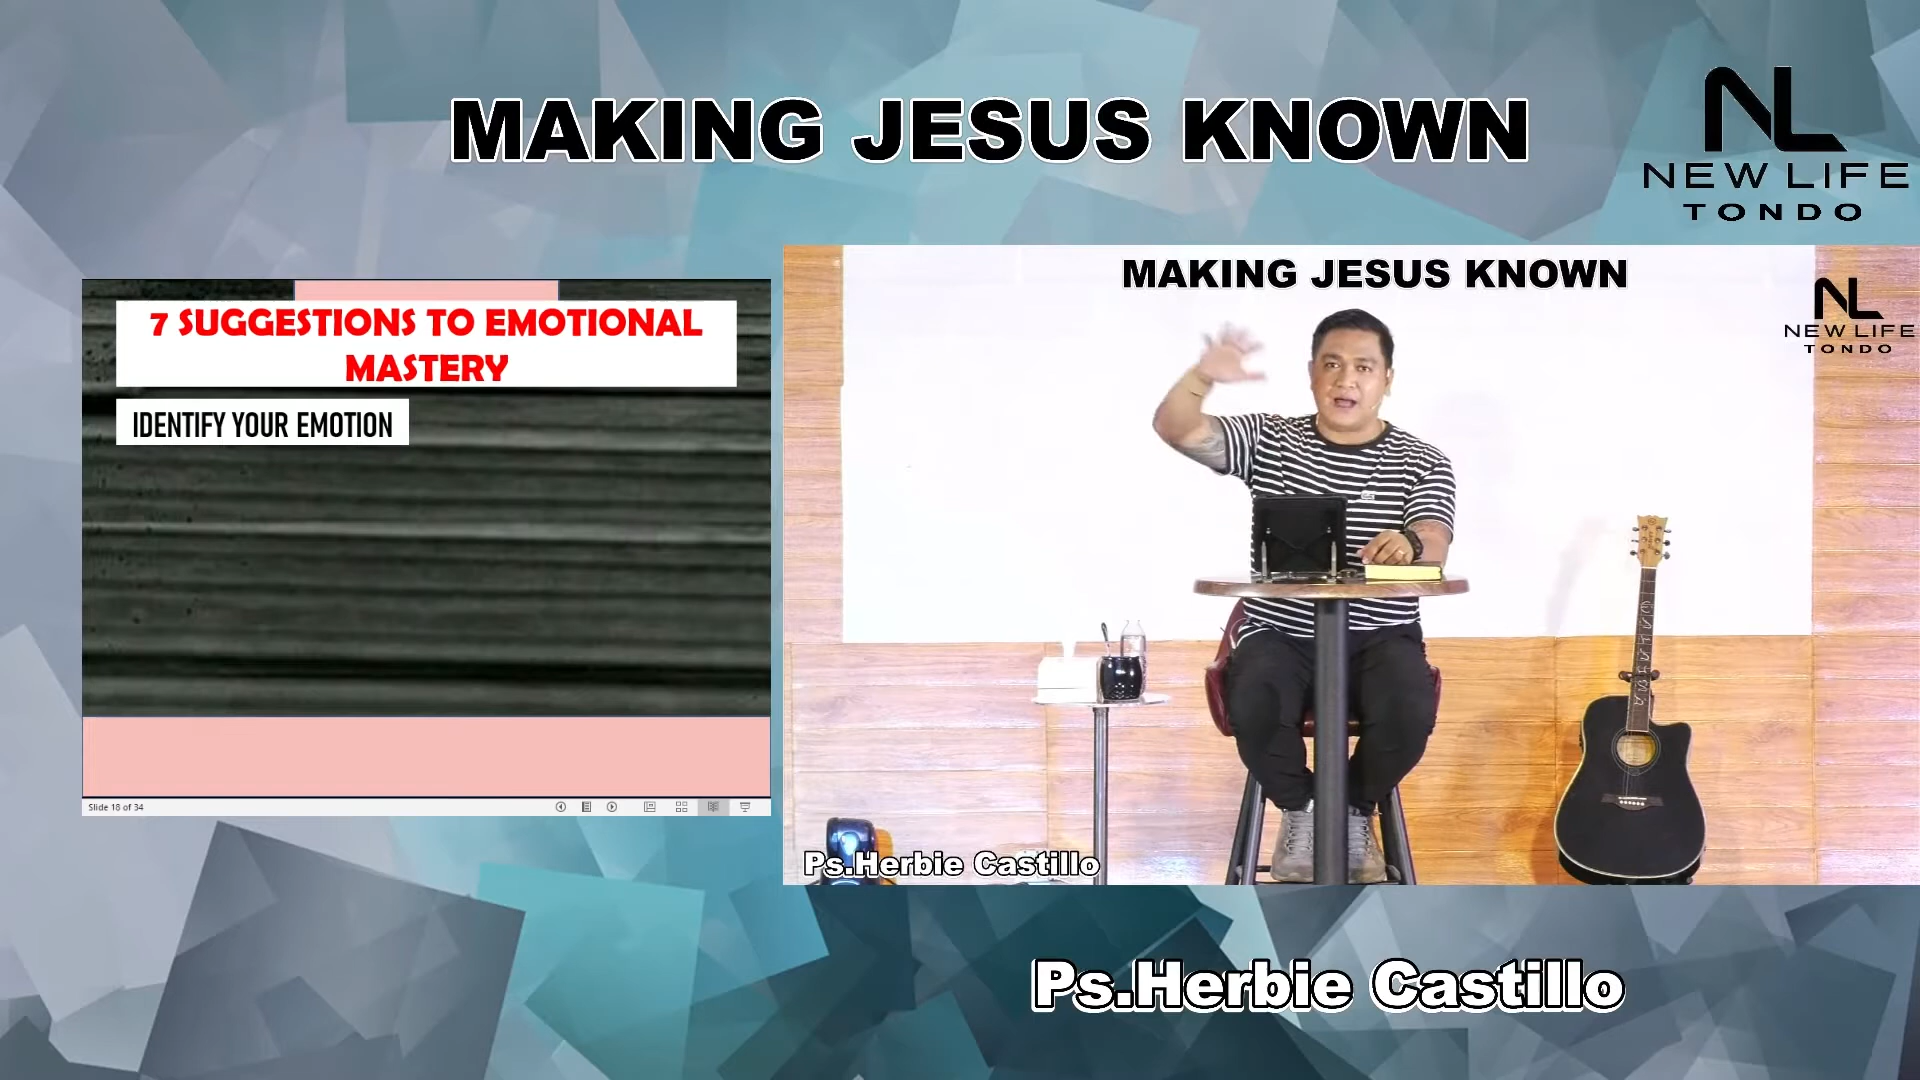 MAKING JESUS KNOWN
NL
NEW LIFE
TONDO
7 SUGGESTIONS TO EMOTIONAL
MASTERY
IDENTIFY YOUR EMOTION
Slide 18 of 34
MAKING JESUS KNOWN
NL
NEW LIFE
TONDO
Ps.Herbie Castillo
Ps.Herbie Castillo